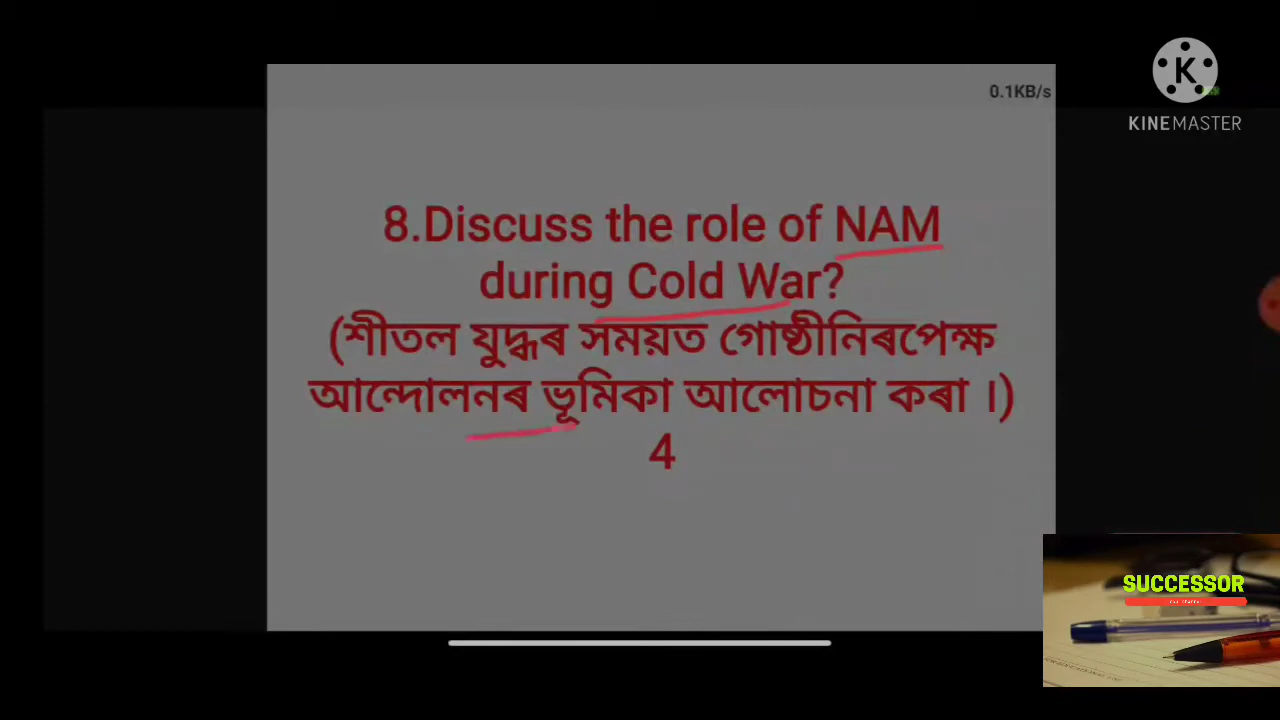 0.1KB/s
KINEMASTER
8.Discuss the role of NAM
during Cold War?
(শীতল যুদ্ধৰ সময়ত গোষ্ঠীনিৰপেক্ষ
আন্দোলনৰ ভূমিকা আলোচনা কৰা ।)
4
SUCCESSOR